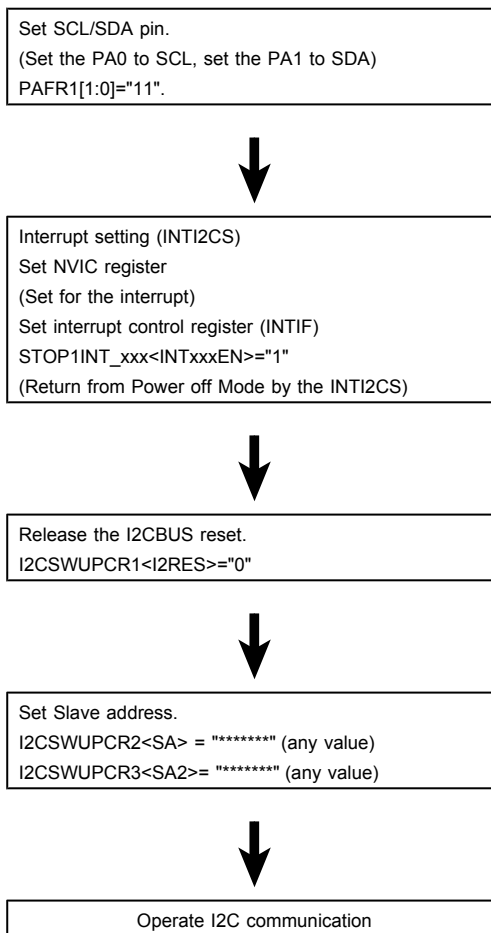 Set SCL/SDA pin.
(Set the PA0 to SCL, set the PA1 to SDA)
PAFR1[1:0]="11".
Interrupt setting (INTI2CS)
Set NVIC register
(Set for the interrupt)
Set interrupt control register (INTIF)
STOP1INT_xxx<INTxxxEN>="1"
(Return from Power off Mode by the INTI2CS)
Release the I2CBUS reset.
I2CSWUPCR1<I2RES>="0"
Set Slave address.
I2CSWUPCR2<SA> = "*******" (any value)
I2CSWUPCR3<SA2>= "*******" (any value)
Operate I2C communication